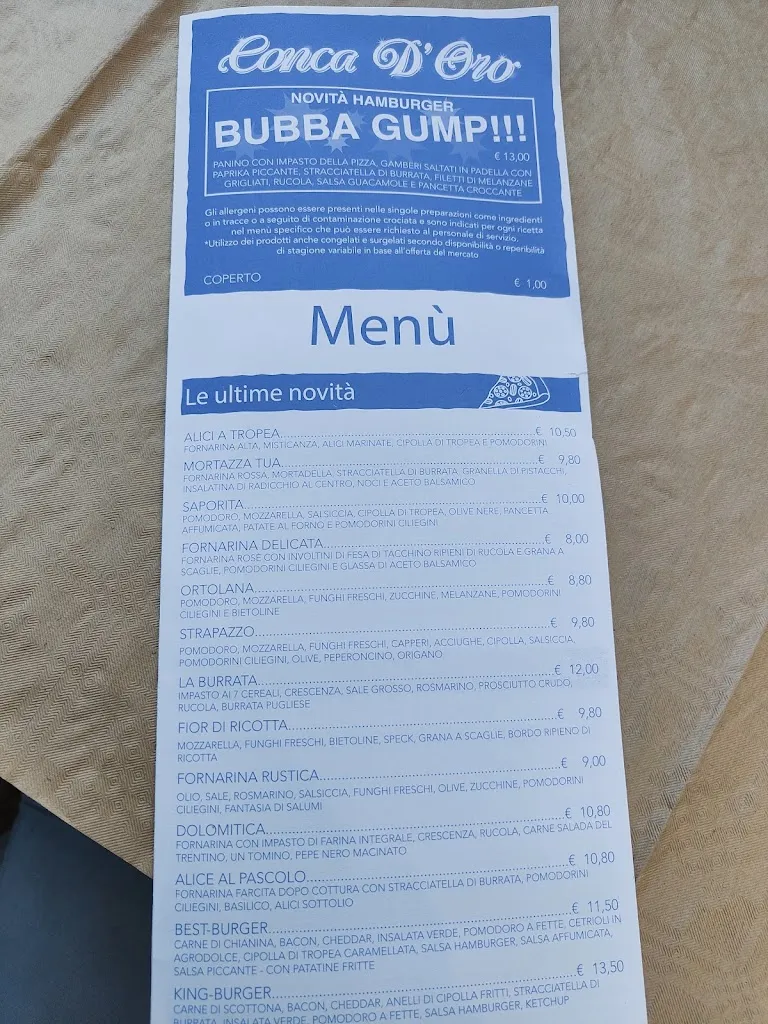 Conca D'Oro
NOVITÀ HAMBURGER
BUBBA GUMP!!!
€ 13,00
PANINO CON IMPASTO DELLA PIZZA, GAMBERI SALTATI IN PADELLA CON
PAPRIKA PICCANTE, STRACCIATELLA DI BURRATA, FILETTI DI MELANZANE
GRIGLIATI, RUCOLA, SALSA GUACAMOLE E PANCETTA CROCCANTE
Gli allergeni possono essere presenti nelle singole preparazioni come ingredienti
o in tracce o a seguito di contaminazione crociata e sono indicati per ogni ricetta
nel menù specifico che può essere richiesto al personale di servizio.
*Utilizzo dei prodotti anche congelati e surgelati secondo disponibilità o reperibilità
di stagione variabile in base all'offerta del mercato
COPERTO € 1,00
Menù
Le ultime novità
ALICI A TROPEA € 10,50
FORNARINA ALTA, MISTICANZA, ALICI MARINATE, CIPOLLA DI TROPEA E POMODORINI
MORTAZZA TUA € 9,80
FORNARINA ROSSA, MORTADELLA, STRACCIATELLA DI BURRATA, GRANELLA DI PISTACCHI,
INSALATINA DI RADICCHIO AL CENTRO, NOCI E ACETO BALSAMICO
SAPORITA € 10,00
POMODORO, MOZZARELLA, SALSICCIA, CIPOLLA DI TROPEA, OLIVE NERE, PANCETTA
AFFUMICATA, PATATE AL FORNO E POMODORINI CILIEGINI
FORNARINA DELICATA € 8,00
FORNARINA ROSE CON INVOLTINI DI FESA DI TACCHINO RIPIENI DI RUCOLA E GRANA A
SCAGLIE, POMODORINI CILIEGINI E GLASSA DI ACETO BALSAMICO
ORTOLANA € 8,80
POMODORO, MOZZARELLA, FUNGHI FRESCHI, ZUCCHINE, MELANZANE, POMODORINI
CILIEGINI E BIETOLINE
STRAPAZZO € 9,80
POMODORO, MOZZARELLA, FUNGHI FRESCHI, CAPPERI, ACCIUGHE, CIPOLLA, SALSICCIA,
POMODORINI CILIEGINI, OLIVE, PEPERONCINO, ORIGANO
LA BURRATA € 12,00
IMPASTO AI 7 CEREALI, CRESCENZA, SALE GROSSO, ROSMARINO, PROSCIUTTO CRUDO,
RUCOLA, BURRATA PUGLIESE
FIOR DI RICOTTA € 9,80
MOZZARELLA, FUNGHI FRESCHI, BIETOLINE, SPECK, GRANA A SCAGLIE, BORDO RIPIENO DI
RICOTTA
FORNARINA RUSTICA € 9,00
OLIO, SALE, ROSMARINO, SALSICCIA, FUNGHI FRESCHI, OLIVE, ZUCCHINE, POMODORINI
CILIEGINI, FANTASIA DI SALUMI
DOLOMITICA € 10,80
FORNARINA CON IMPASTO DI FARINA INTEGRALE, CRESCENZA, RUCOLA, CARNE SALADA DEL
TRENTINO, UN TOMINO, PEPE NERO MACINATO
ALICE AL PASCOLO € 10,80
FORNARINA FARCITA DOPO COTTURA CON STRACCIATELLA DI BURRATA, POMODORINI
CILIEGINI, BASILICO, ALICI SOTTOLIO
BEST-BURGER € 11,50
CARNE DI CHIANINA, BACON, CHEDDAR, INSALATA VERDE, POMODORO A FETTE, CETRIOLI IN
AGRODOLCE, CIPOLLA DI TROPEA CARAMELLATA, SALSA HAMBURGER, SALSA AFFUMICATA,
SALSA PICCANTE - CON PATATINE FRITTE
KING-BURGER € 13,50
CARNE DI SCOTTONA, BACON, CHEDDAR, ANELLI DI CIPOLLA FRITTI, STRACCIATELLA DI
BURRATA, INSALATA VERDE, POMODORO A FETTE, SALSA HAMBURGER, KETCHUP